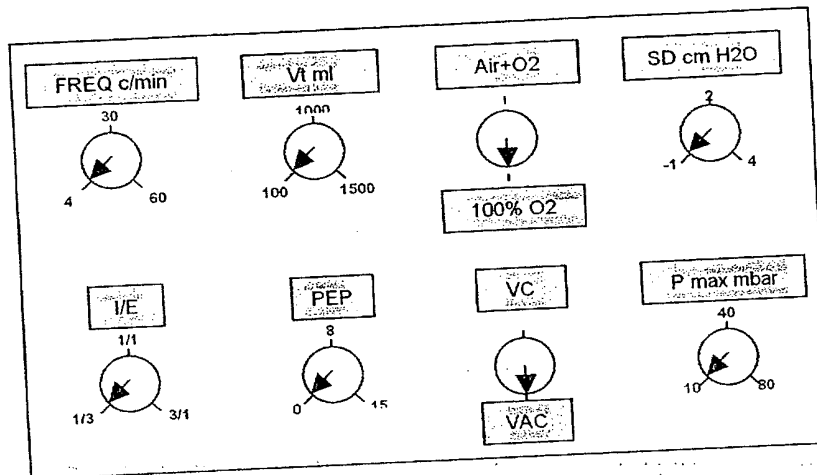 FREQ c/min
Vt ml
Air+O2
SD cm H2O
30
1000
2
4
60
100
1500
-1
4
100% O2
I/E
PEP
VC
P max mbar
1/1
8
40
1/3
3/1
0
15
10
80
VAC